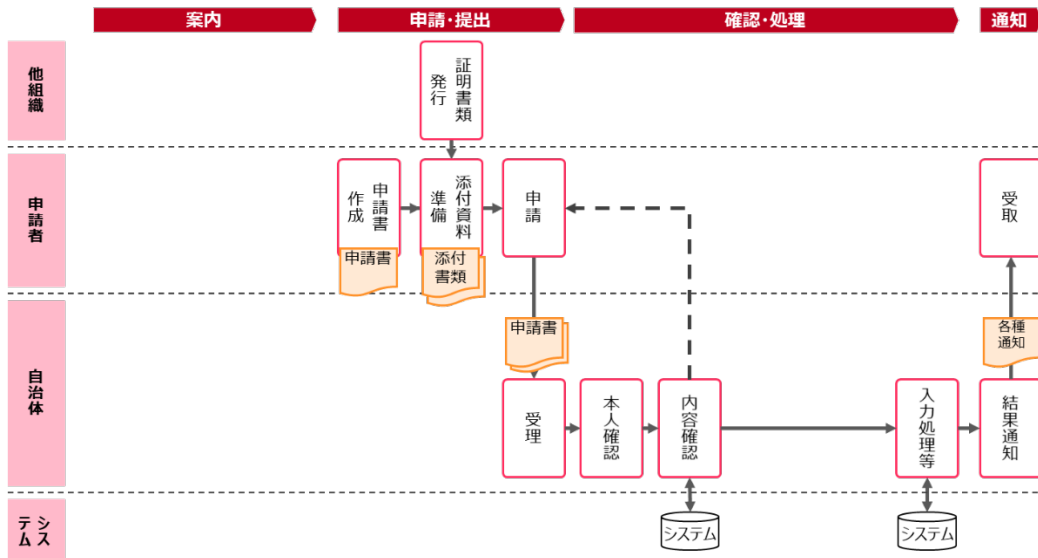 案内
申請・提出
確認・処理
通知
他組織
証明書類
発行
申請者
申請書
作成
添付資料
準備
申請
受取
申請書
添付
書類
自治体
申請書
各種
通知
受理
本人確認
内容確認
入力処理等
結果通知
シス
テム
システム
システム